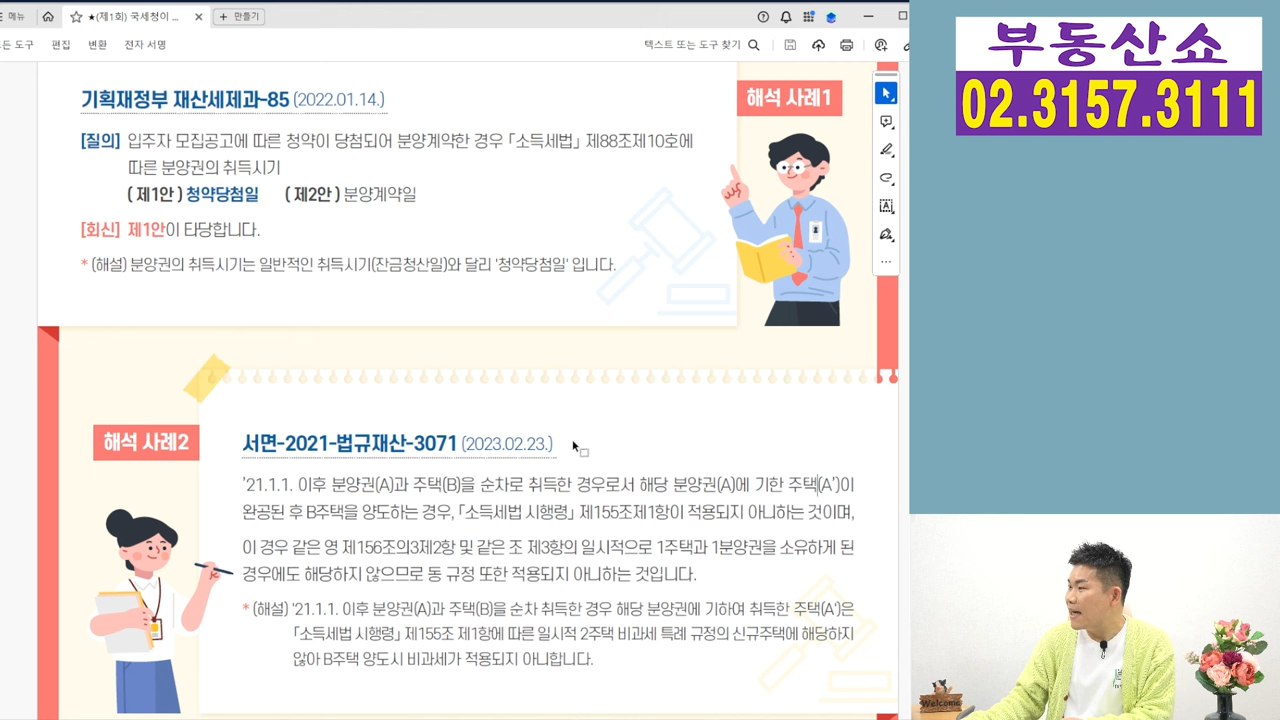 메뉴
★(제1회) 국세청이 ...
만들기
든 도구
편집
변환
전자 서명
텍스트 또는 도구 찾기
부동산쇼
02.3157.3111
해석 사례1
기획재정부 재산세제과-85 (2022.01.14.)
[질의] 입주자 모집공고에 따른 청약이 당첨되어 분양계약한 경우 「소득세법」 제88조제10호에
따른 분양권의 취득시기
( 제1안 ) 청약당첨일 ( 제2안 ) 분양계약일
[회신] 제1안이 타당합니다.
* (해설) 분양권의 취득시기는 일반적인 취득시기(잔금청산일)와 달리 '청약당첨일' 입니다.
해석 사례2
서면-2021-법규재산-3071 (2023.02.23.)
'21.1.1. 이후 분양권(A)과 주택(B)을 순차로 취득한 경우로서 해당 분양권(A)에 기한 주택(A')이
완공된 후 B주택을 양도하는 경우, 「소득세법 시행령」 제155조제1항이 적용되지 아니하는 것이며,
이 경우 같은 영 제156조의3제2항 및 같은 조 제3항의 일시적으로 1주택과 1분양권을 소유하게 된
경우에도 해당하지 않으므로 동 규정 또한 적용되지 아니하는 것입니다.
* (해설) '21.1.1. 이후 분양권(A)과 주택(B)을 순차 취득한 경우 해당 분양권에 기하여 취득한 주택(A')은
「소득세법 시행령」 제155조 제1항에 따른 일시적 2주택 비과세 특례 규정의 신규주택에 해당하지
않아 B주택 양도시 비과세가 적용되지 아니합니다.
Welcome